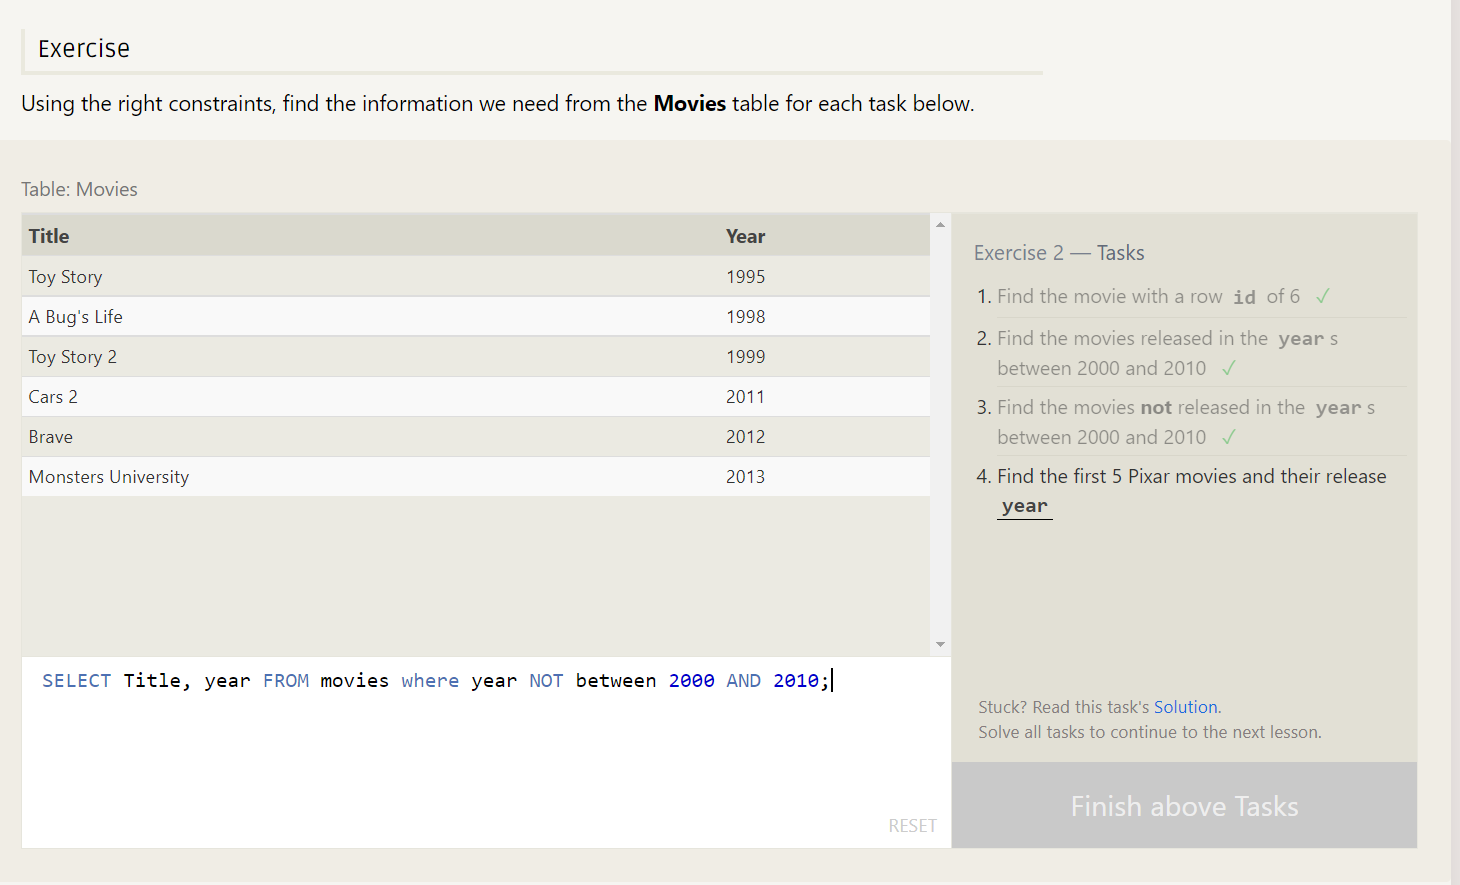 Exercise
Using the right constraints, find the information we need from the Movies table for each task below.
Table: Movies
Title Year
Toy Story 1995
A Bug's Life 1998
Toy Story 2 1999
Cars 2 2011
Brave 2012
Monsters University 2013
SELECT Title, year FROM movies where year NOT between 2000 AND 2010;
RESET
Exercise 2 — Tasks
1. Find the movie with a row id of 6 ✓
2. Find the movies released in the year s
between 2000 and 2010 ✓
3. Find the movies not released in the year s
between 2000 and 2010 ✓
4. Find the first 5 Pixar movies and their release
year
Stuck? Read this task's Solution.
Solve all tasks to continue to the next lesson.
Finish above Tasks